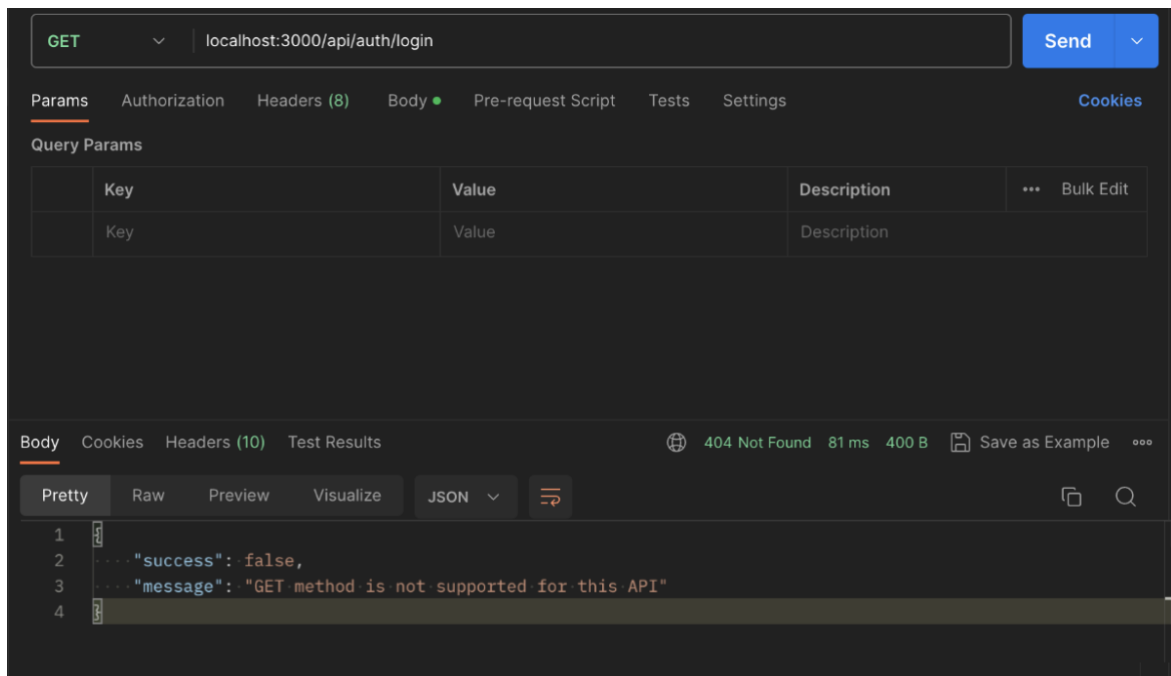 GET localhost:3000/api/auth/login Send
Params Authorization Headers (8) Body Pre-request Script Tests Settings Cookies
Query Params
Key Value Description ••• Bulk Edit
Key Value Description
Body Cookies Headers (10) Test Results 404 Not Found 81 ms 400 B Save as Example
Pretty Raw Preview Visualize JSON
1 {
2 "success": false,
3 "message": "GET method is not supported for this API"
4 }